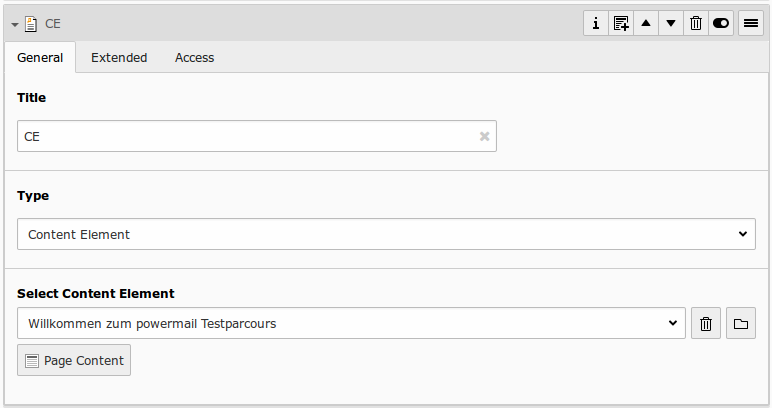 CE
General Extended Access
Title
CE
Type
Content Element
Select Content Element
Willkommen zum powermail Testparcours
Page Content